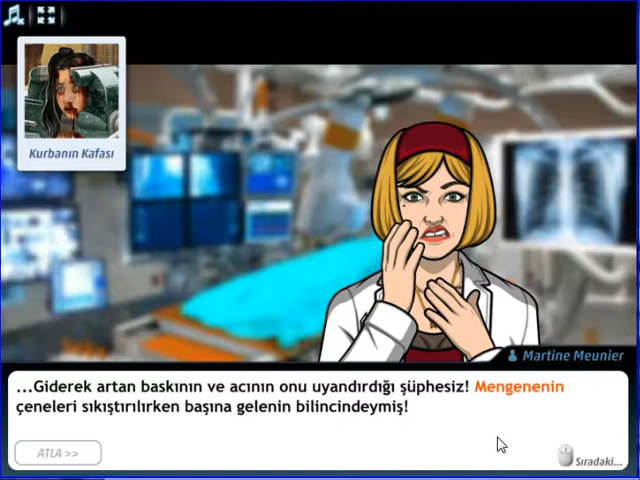 Kurbanın Kafası
Martine Meunier
...Giderek artan baskının ve acının onu uyandırdığı şüphesiz! Mengenenin
çeneleri sıkıştırılırken başına gelenin bilincindeymiş!
ATLA >>
Sıradaki...